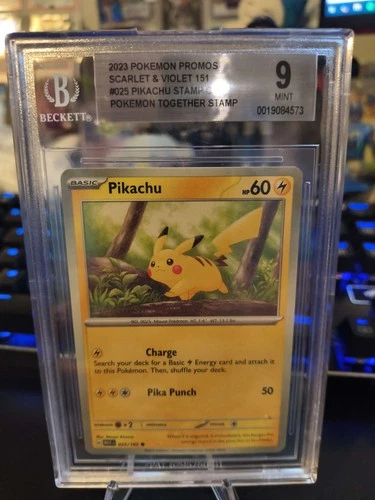 2023 POKEMON PROMOS
SCARLET & VIOLET 151
#025 PIKACHU STAMP
POKEMON TOGETHER STAMP
BECKETT
9
MINT
0019084573
BASIC
Pikachu
HP60
Charge
Search your deck for a Basic Energy card and attach it
to this Pokémon. Then, shuffle your deck.
Pika Punch 50
×2